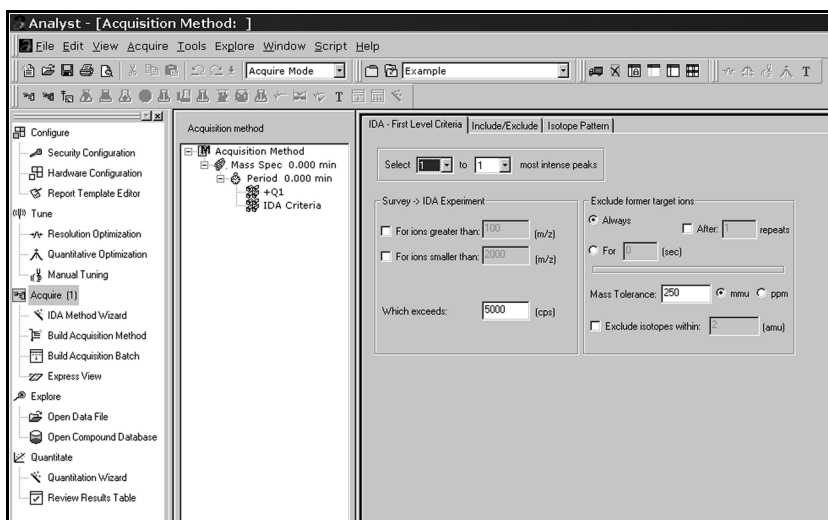 Analyst - [Acquisition Method:  ]
File Edit View Acquire Tools Explore Window Script Help
Acquire Mode
Example
T
T
Configure
Security Configuration
Hardware Configuration
Report Template Editor
Tune
Resolution Optimization
Quantitative Optimization
Manual Tuning
Acquire (1)
IDA Method Wizard
Build Acquisition Method
Build Acquisition Batch
Express View
Explore
Open Data File
Open Compound Database
Quantitate
Quantitation Wizard
Review Results Table
Acquisition method
M Acquisition Method
Mass Spec 0.000 min
Period 0.000 min
+Q1
IDA Criteria
IDA - First Level Criteria Include/Exclude Isotope Pattern
Select 1 to 1 most intense peaks
Survey -> IDA Experiment
For ions greater than: 100 (m/z)
For ions smaller than: 2000 (m/z)
Which exceeds: 5000 (cps)
Exclude former target ions
Always After: 1 repeats
For 0 (sec)
Mass Tolerance: 250 mmu ppm
Exclude isotopes within: 2 (amu)